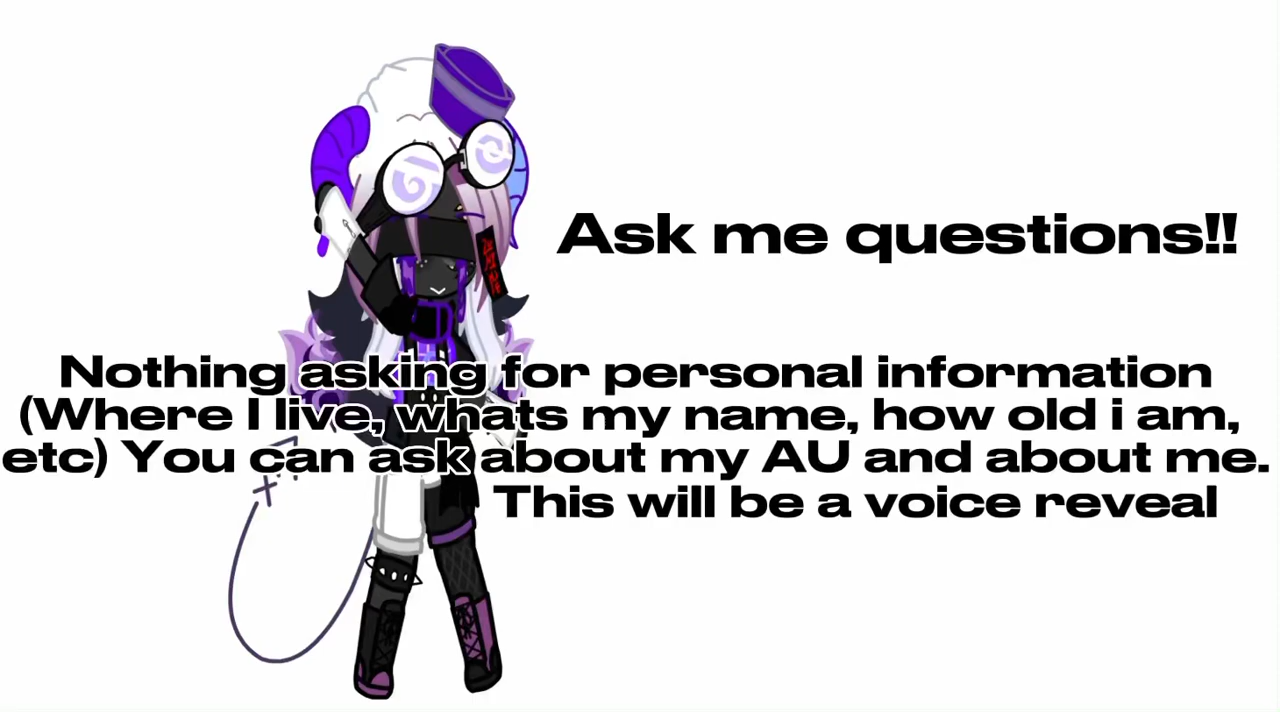 Ask me questions!!
Nothing asking for personal information
(Where I live, whats my name, how old i am,
etc) You can ask about my AU and about me.
This will be a voice reveal